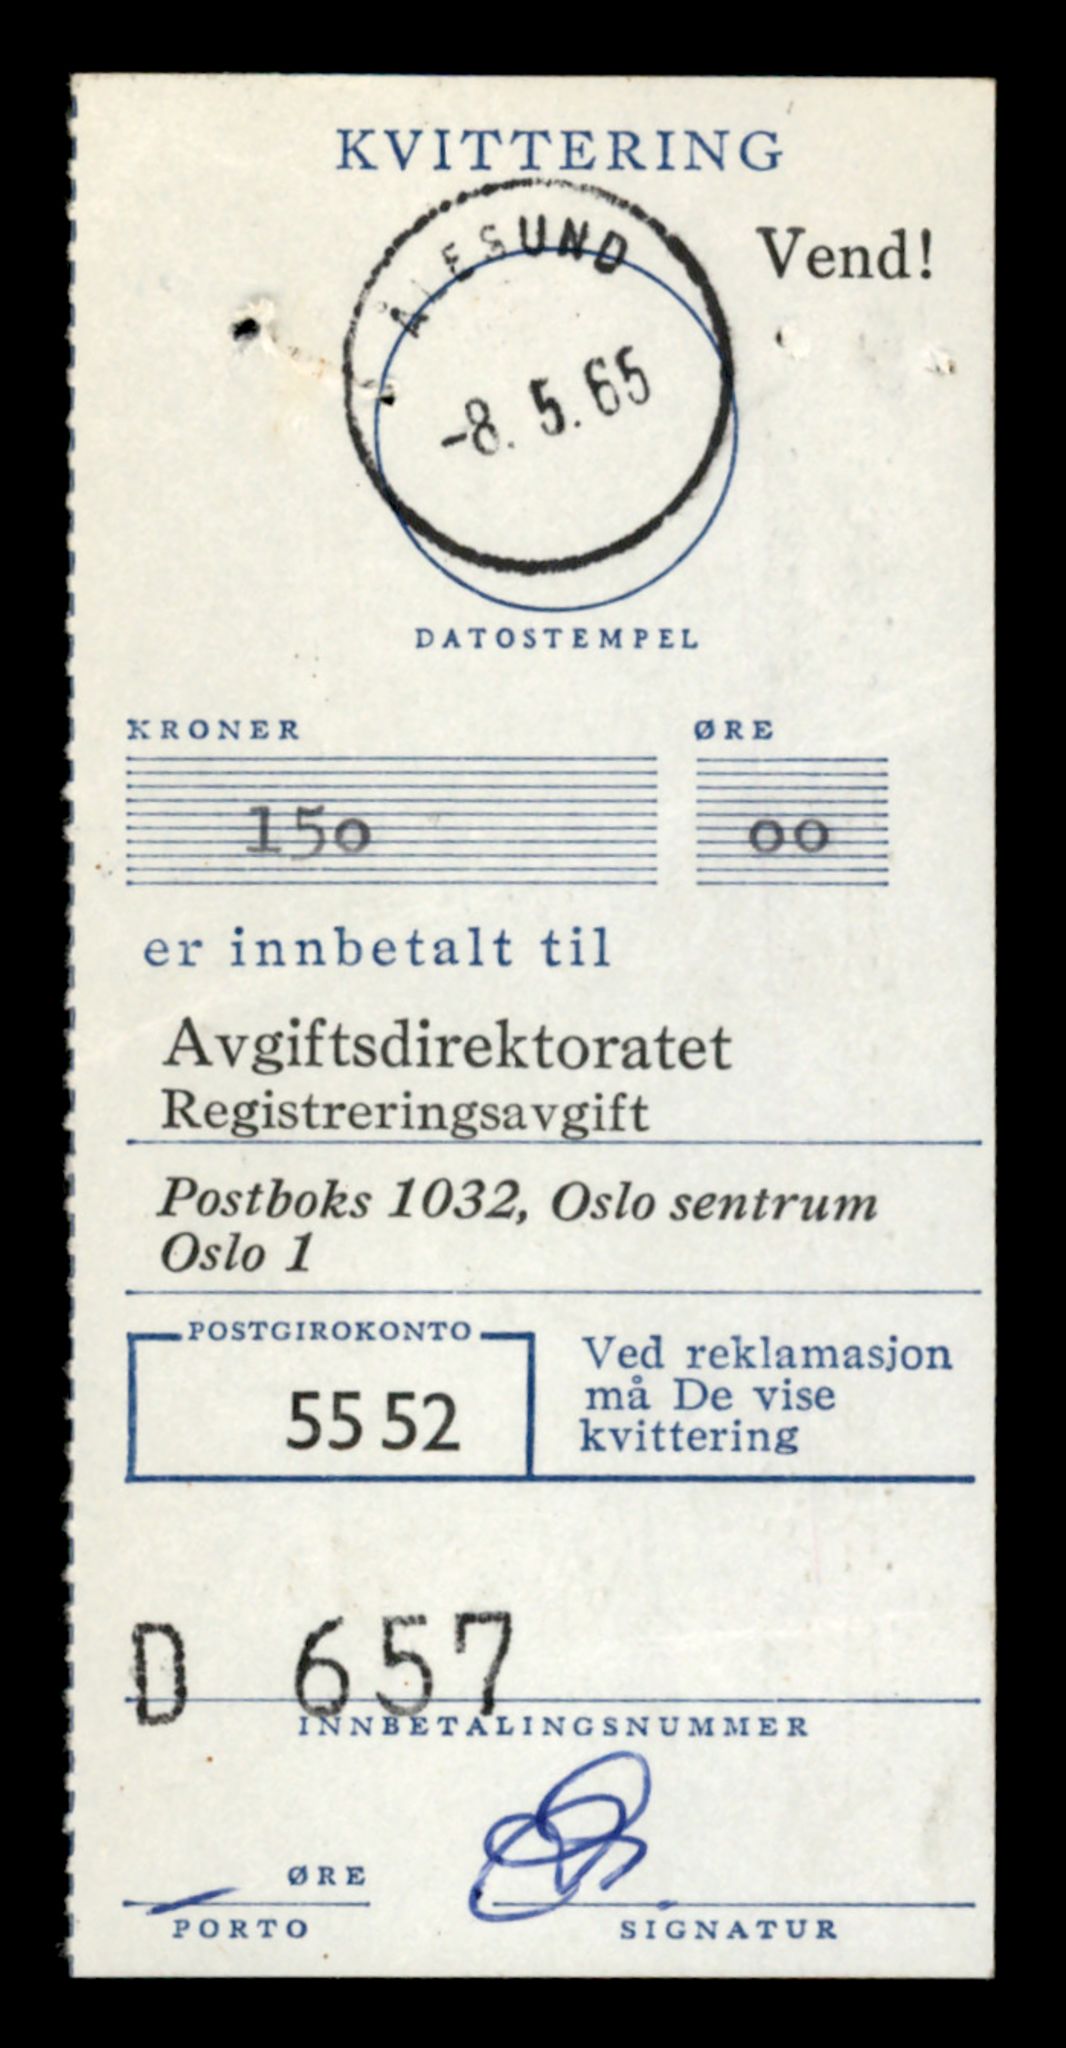 KVITTERING
ÅLESUND
Vend!
-8. 5. 65
DATOSTEMPEL
KRONER ØRE
150 00
er innbetalt til
Avgiftsdirektoratet
Registreringsavgift
Postboks 1032, Oslo sentrum
Oslo 1
POSTGIROKONTO
55 52
Ved reklamasjon
må De vise
kvittering
D 657
INNBETALINGSNUMMER
ØRE
PORTO SIGNATUR